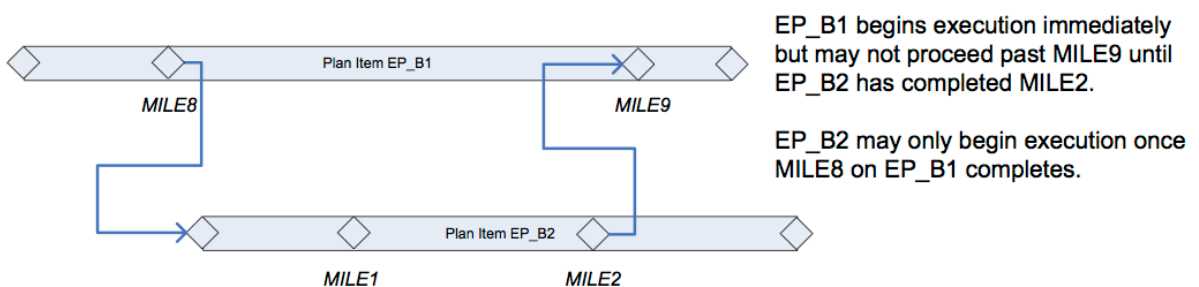 Plan Item EP_B1
MILE8
MILE9
Plan Item EP_B2
MILE1
MILE2
EP_B1 begins execution immediately
but may not proceed past MILE9 until
EP_B2 has completed MILE2.
EP_B2 may only begin execution once
MILE8 on EP_B1 completes.